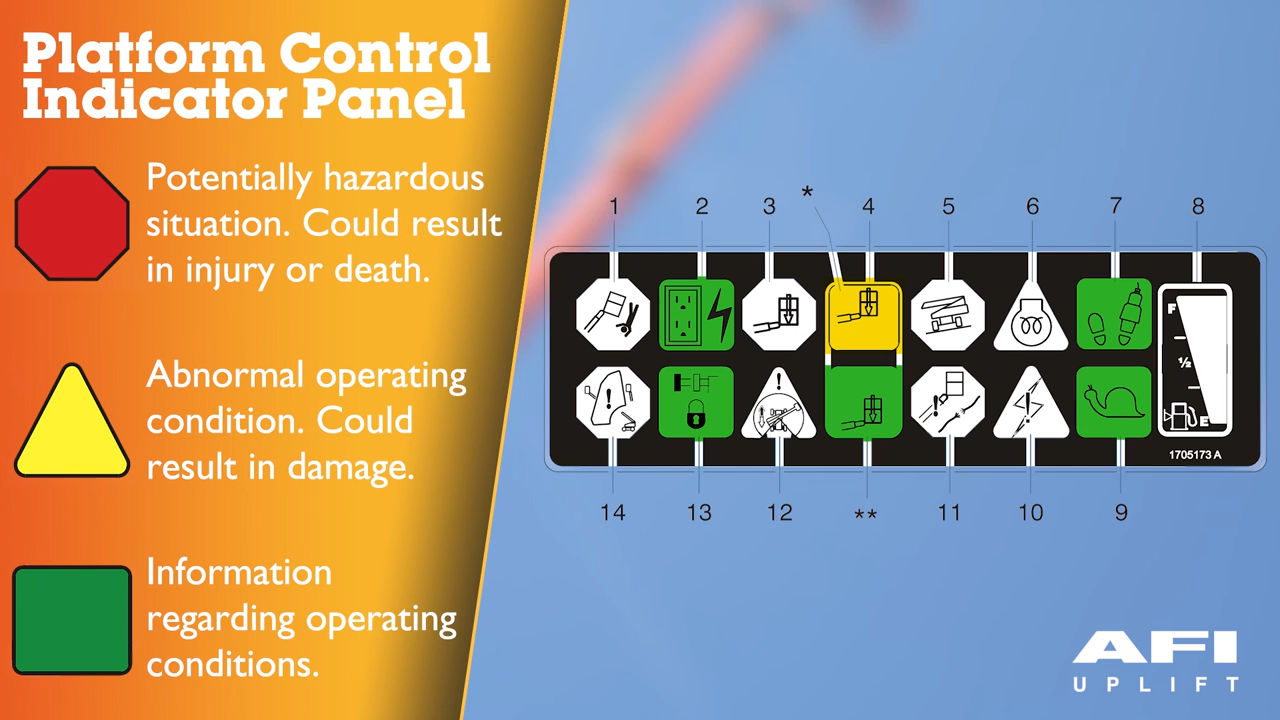 Platform Control
Indicator Panel
Potentially hazardous
situation. Could result
in injury or death.
Abnormal operating
condition. Could
result in damage.
Information
regarding operating
conditions.
*
1 2 3 4 5 6 7 8
F
½
E
1705173 A
14 13 12 ** 11 10 9
AFI
UPLIFT